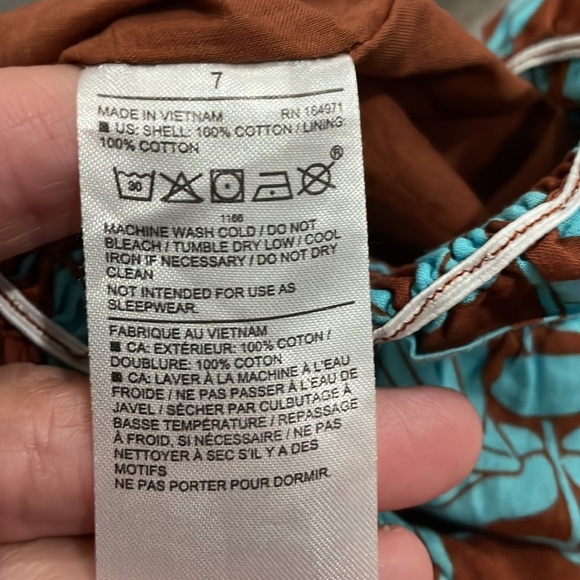 7
MADE IN VIETNAM RN 164971
US: SHELL: 100% COTTON / LINING:
100% COTTON
30
®
1166
MACHINE WASH COLD / DO NOT
BLEACH / TUMBLE DRY LOW / COOL
IRON IF NECESSARY / DO NOT DRY
CLEAN
NOT INTENDED FOR USE AS
SLEEPWEAR.
FABRIQUE AU VIETNAM
CA: EXTÉRIEUR: 100% COTON /
DOUBLURE: 100% COTON
CA: LAVER À LA MACHINE À L'EAU
FROIDE / NE PAS PASSER À L'EAU DE
JAVEL / SÉCHER PAR CULBUTAGE À
BASSE TEMPÉRATURE / REPASSAGE
À FROID, SI NÉCESSAIRE / NE PAS
NETTOYER À SEC S'IL Y A DES
MOTIFS
NE PAS PORTER POUR DORMIR.